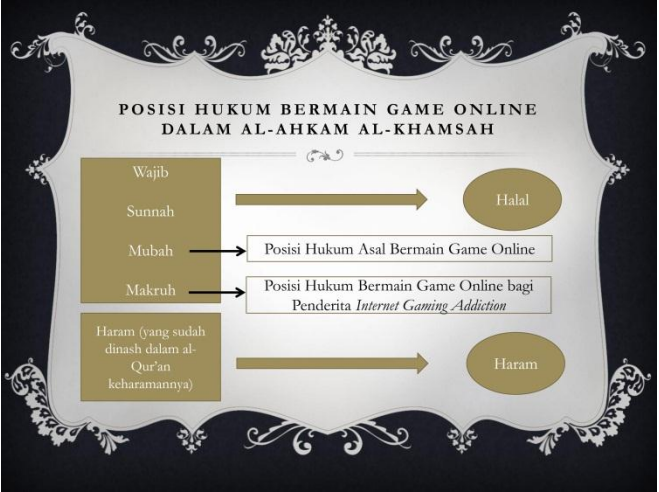 POSISI HUKUM BERMAIN GAME ONLINE
DALAM AL-AHKAM AL-KHAMSAH
Wajib
Sunnah
Halal
Mubah
Posisi Hukum Asal Bermain Game Online
Makruh
Posisi Hukum Bermain Game Online bagi
Penderita Internet Gaming Addiction
Haram (yang sudah
dinash dalam al-
Qur'an
keharamannya)
Haram